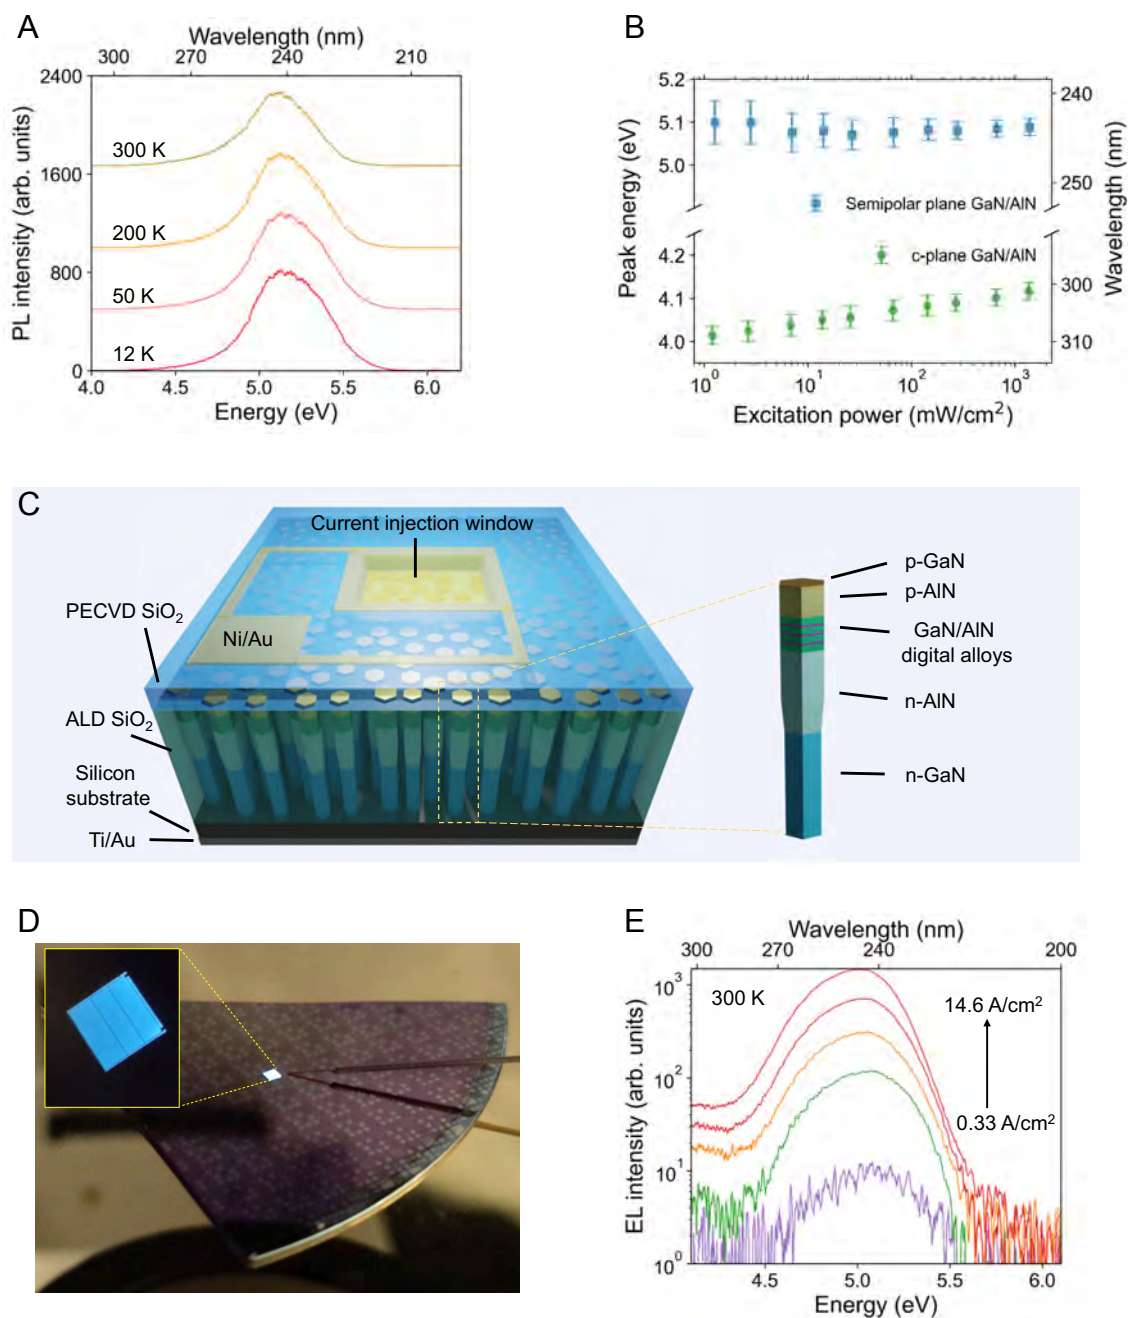 A
Wavelength (nm)
300 270 240 210
2400
1600
800
0
PL intensity (arb. units)
300 K
200 K
50 K
12 K
4.0 4.5 5.0 5.5 6.0
Energy (eV)
B
5.2
5.1
5.0
4.2
4.1
4.0
Peak energy (eV)
240
250
300
310
Wavelength (nm)
Semipolar plane GaN/AlN
c-plane GaN/AlN
10⁰ 10¹ 10² 10³
Excitation power (mW/cm²)
C
Current injection window
PECVD SiO₂
Ni/Au
ALD SiO₂
Silicon
substrate
Ti/Au
p-GaN
p-AlN
GaN/AlN
digital alloys
n-AlN
n-GaN
D
E
Wavelength (nm)
300 270 240 200
10³
10²
10¹
10⁰
EL intensity (arb. units)
300 K
14.6 A/cm²
0.33 A/cm²
4.5 5.0 5.5 6.0
Energy (eV)